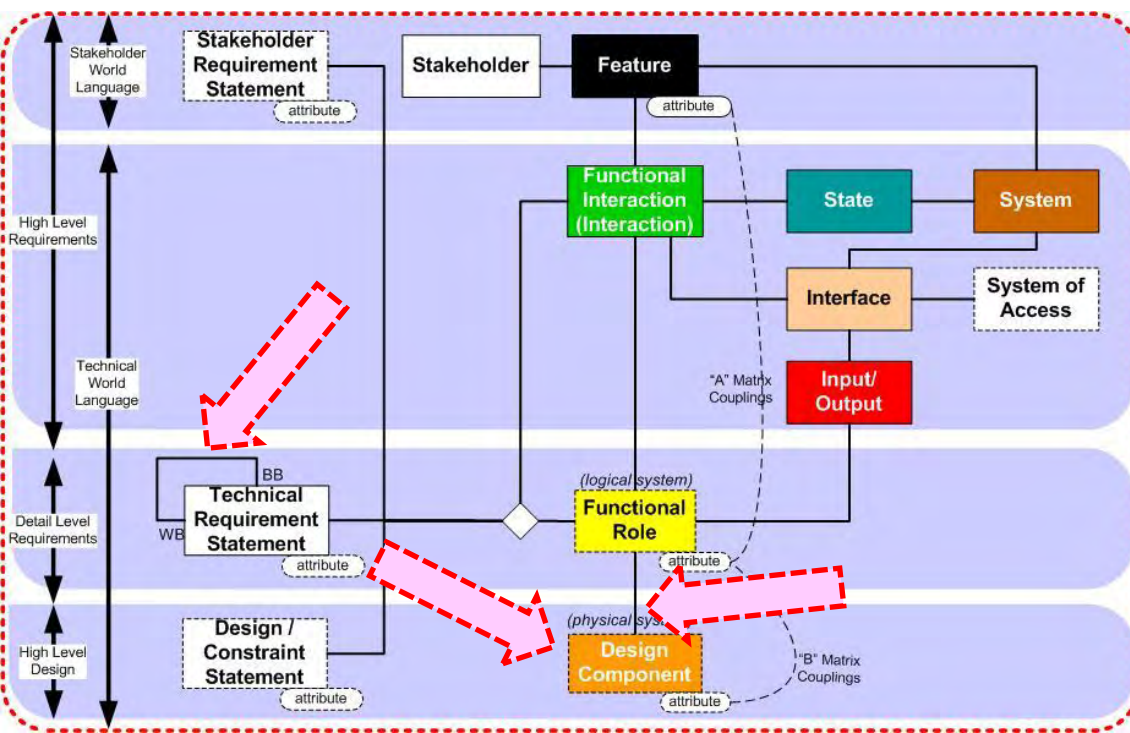 Stakeholder
World
Language
Stakeholder
Requirement
Statement
attribute
Stakeholder
Feature
attribute
High Level
Requirements
Technical
World
Language
Functional
Interaction
(Interaction)
State
System
Interface
System of
Access
Input/
Output
"A" Matrix
Couplings
Detail Level
Requirements
BB
WB
Technical
Requirement
Statement
attribute
(logical system)
Functional
Role
attribute
High Level
Design
Design /
Constraint
Statement
attribute
(physical
Design
Component
attribute
"B" Matrix
Couplings